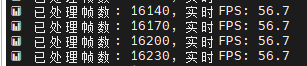 已处理帧数: 16140, 实时 FPS: 56.7
已处理帧数: 16170, 实时 FPS: 56.7
已处理帧数: 16200, 实时 FPS: 56.7
已处理帧数: 16230, 实时 FPS: 56.7